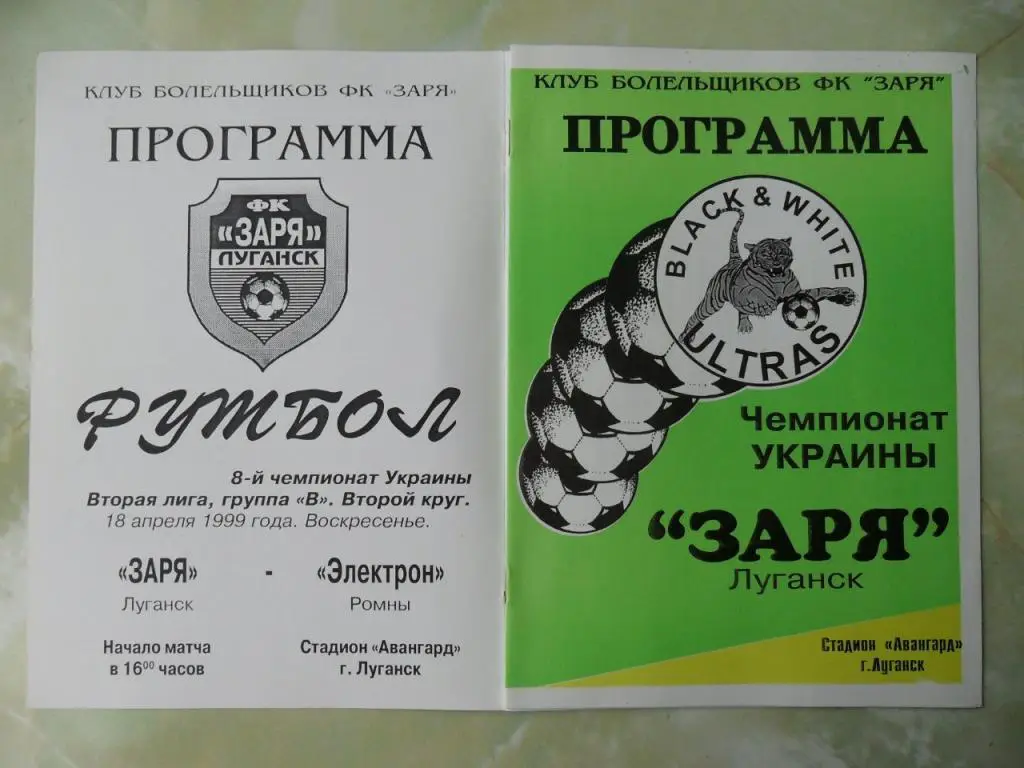 КЛУБ БОЛЕЛЬЩИКОВ ФК «ЗАРЯ»
ПРОГРАММА
ФК
«ЗАРЯ»
ЛУГАНСК
ФУТБОЛ
8-й чемпионат Украины
Вторая лига, группа «В». Второй круг.
18 апреля 1999 года. Воскресенье.
«ЗАРЯ» - «Электрон»
Луганск Ромны
Начало матча Стадион «Авангард»
в 16⁰⁰ часов г. Луганск
КЛУБ БОЛЕЛЬЩИКОВ ФК "ЗАРЯ"
ПРОГРАММА
BLACK & WHITE
ULTRAS
Чемпионат
УКРАИНЫ
"ЗАРЯ"
Луганск
Стадион «Авангард»
г.Луганск